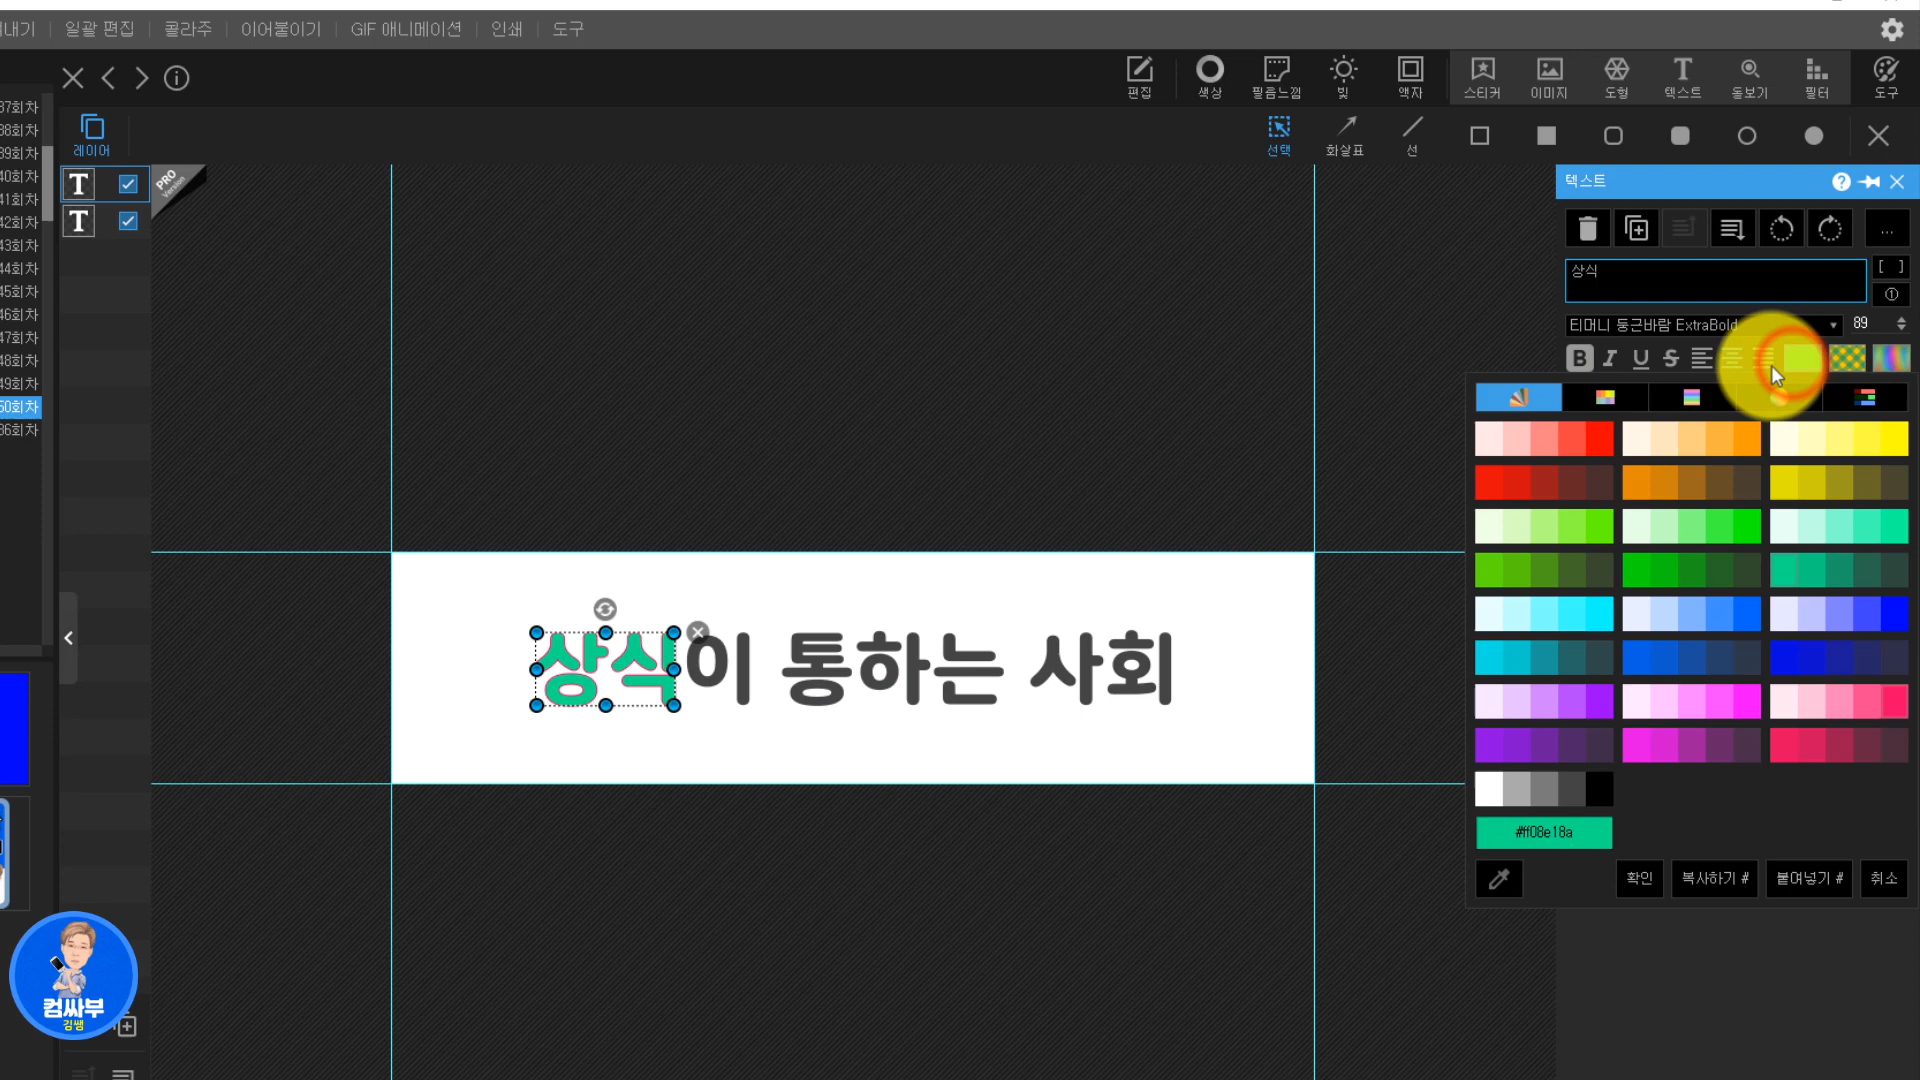 내기 일괄 편집 콜라주 이어붙이기 GIF 애니메이션 인쇄 도구
편집 색상 필름느낌 빛 액자 스티커 이미지 도형 텍스트 돋보기 필터 도구
레이어 선택 화살표 선
37회차
38회차
39회차
40회차
41회차
42회차
43회차
44회차
45회차
46회차
47회차
48회차
49회차
50회차
36회차
T
T
PRO
Version
텍스트
...
상식
[ ]
①
티머니 둥근바람 ExtraBold 89
B I U S
상식이 통하는 사회
#ff08e18a
확인 복사하기 # 붙여넣기 # 취소
컴싸부
깅쌤